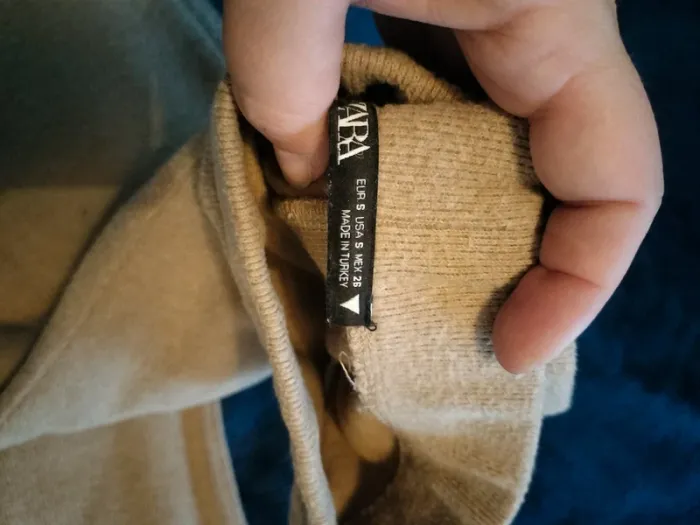 ZARA
EUR S USA S MEX 26
MADE IN TURKEY